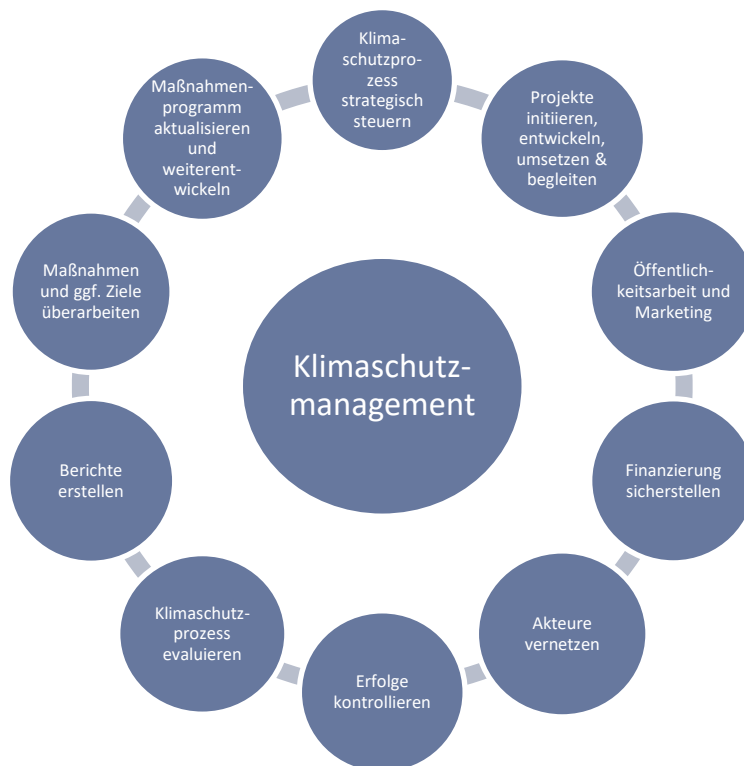 Klima-
schutzpro-
zess
strategisch
steuern
Projekte
initiieren,
entwickeln,
umsetzen &
begleiten
Öffentlich-
keitsarbeit und
Marketing
Finanzierung
sicherstellen
Akteure
vernetzen
Erfolge
kontrollieren
Klimaschutz-
prozess
evaluieren
Berichte
erstellen
Maßnahmen
und ggf. Ziele
überarbeiten
Maßnahmen-
programm
aktualisieren
und
weiterent-
wickeln
Klimaschutz-
management